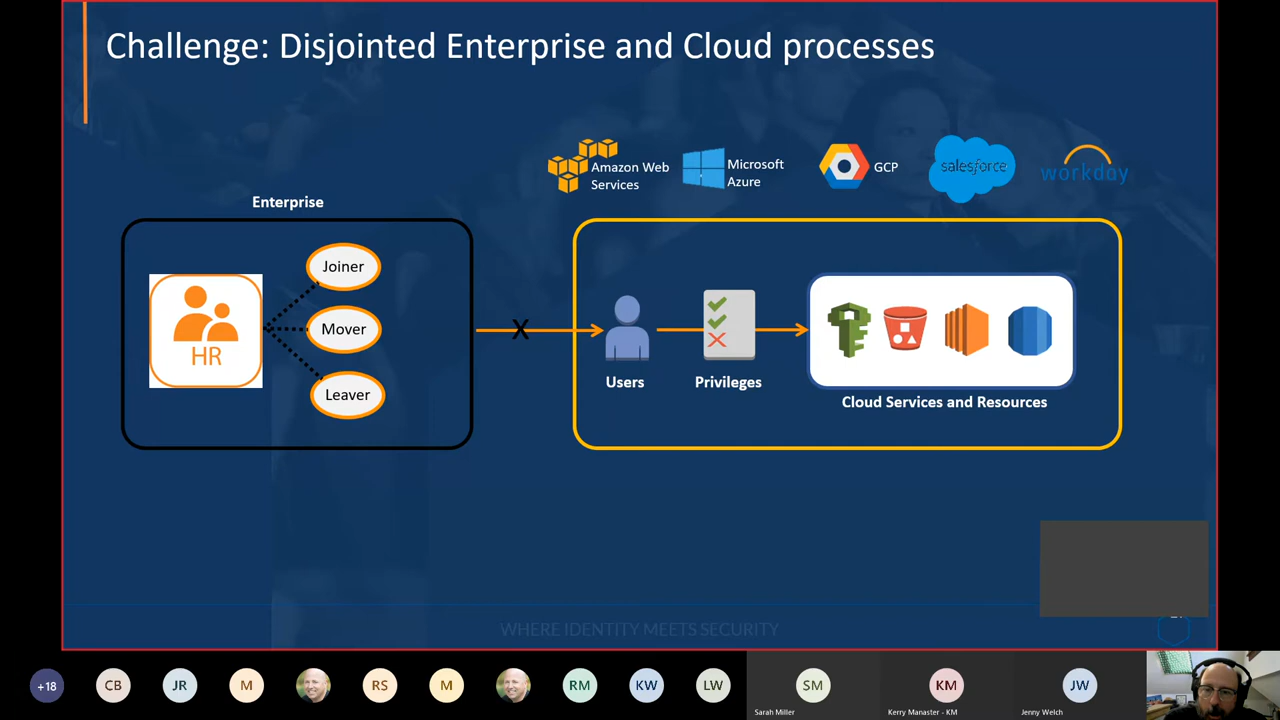 Challenge: Disjointed Enterprise and Cloud processes
Amazon Web
Services
Microsoft
Azure
GCP
salesforce
workday
Enterprise
HR
Joiner
Mover
Leaver
X
Users
Privileges
Cloud Services and Resources
WHERE IDENTITY MEETS SECURITY
+18
CB
JR
M
RS
M
RM
KW
LW
SM
Sarah Miller
KM
Kerry Manaster - KM
JW
Jenny Welch